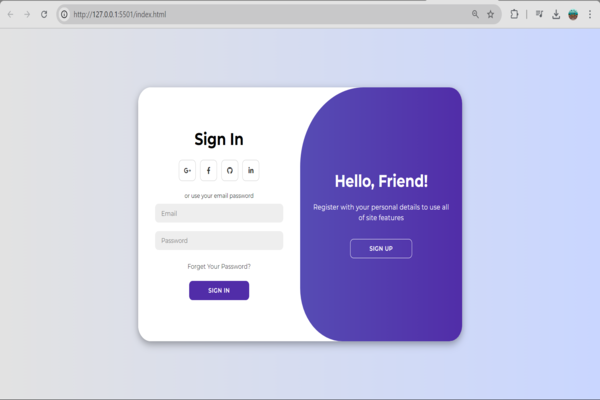 http://127.0.0.1:5501/index.html
Sign In
G+ f in
or use your email password
Email
Password
Forget Your Password?
SIGN IN
Hello, Friend!
Register with your personal details to use all
of site features
SIGN UP